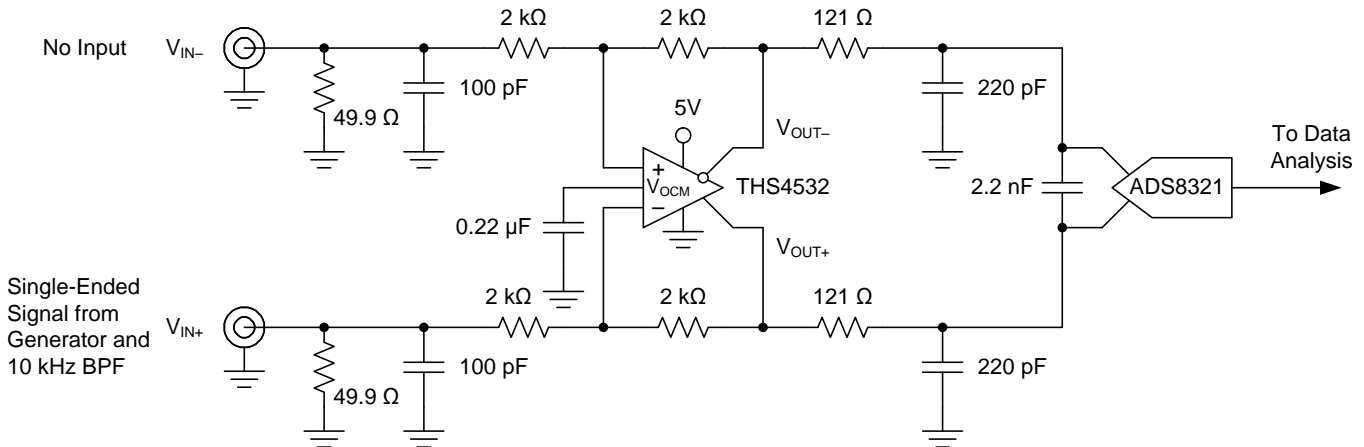 2 kΩ
2 kΩ
121 Ω
No Input
V_IN–
100 pF
220 pF
49.9 Ω
5V
V_OUT–
To Data
Analysis
+
V_OCM
–
THS4532
2.2 nF
ADS8321
0.22 µF
V_OUT+
Single-Ended
Signal from
Generator and
10 kHz BPF
V_IN+
2 kΩ
2 kΩ
121 Ω
100 pF
220 pF
49.9 Ω